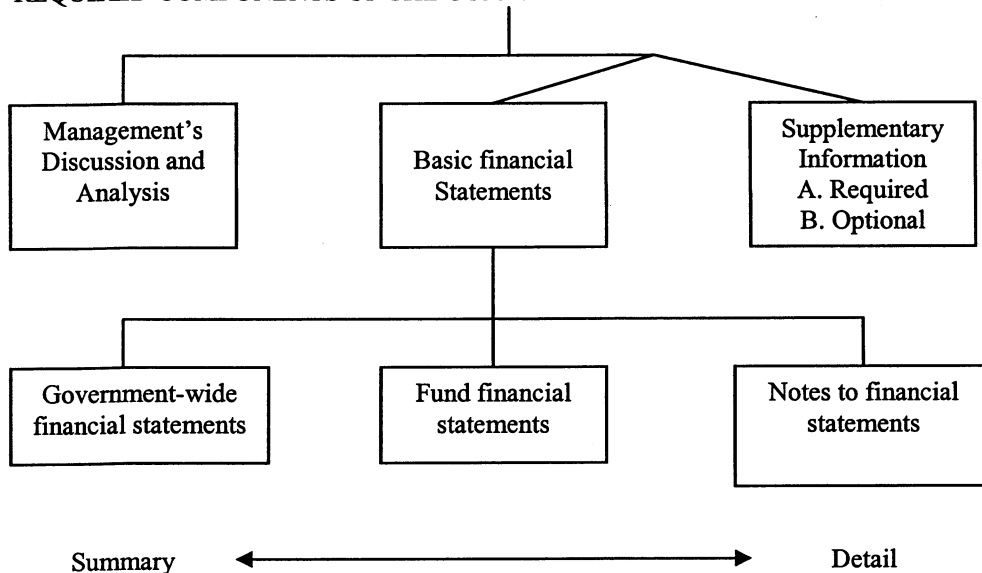 Management's
Discussion and
Analysis
Basic financial
Statements
Supplementary
Information
A. Required
B. Optional
Government-wide
financial statements
Fund financial
statements
Notes to financial
statements
Summary
Detail